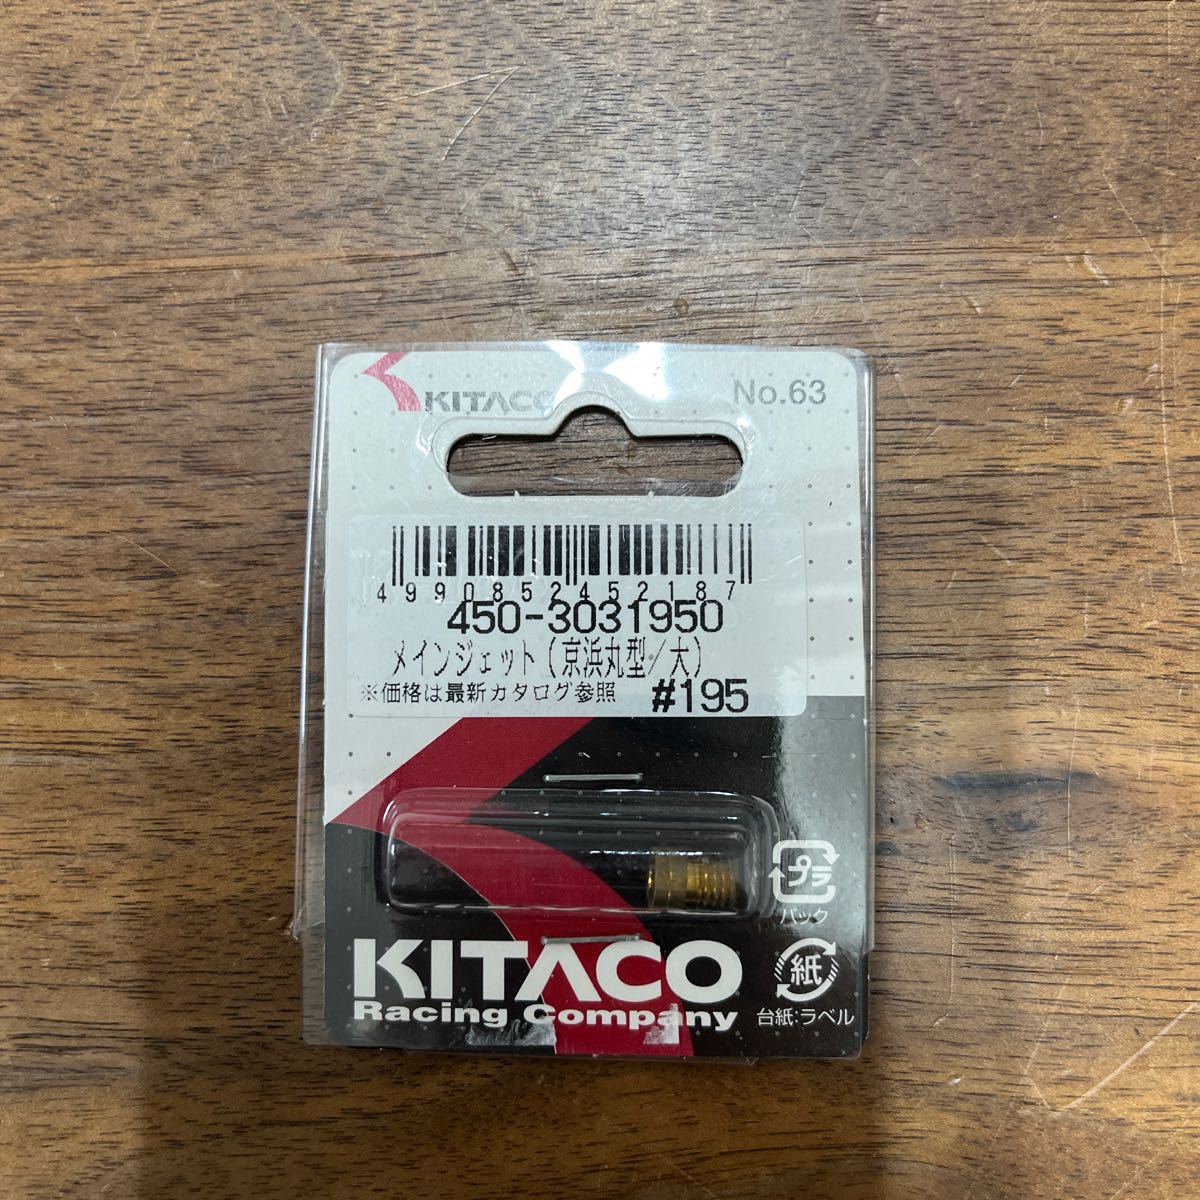 KITACO
No.63
4990852452187
450-3031950
メインジェット(京浜丸型/大)
※価格は最新カタログ参照 #195
プラ
パック
KITACO
Racing Company
紙
台紙:ラベル